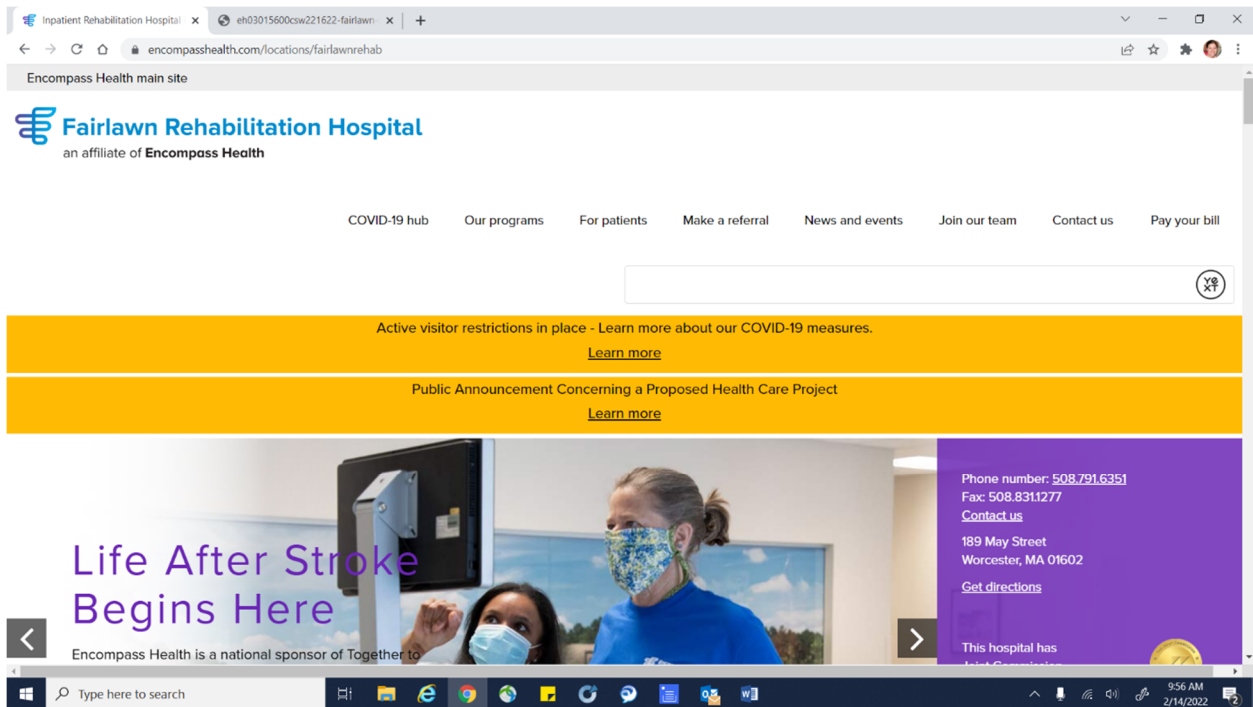 Inpatient Rehabilitation Hospital
eh03015600csw221622-fairlawn-
encompasshealth.com/locations/fairlawnrehab
Encompass Health main site
Fairlawn Rehabilitation Hospital
an affiliate of Encompass Health
COVID-19 hub Our programs For patients Make a referral News and events Join our team Contact us Pay your bill
YEXT
Active visitor restrictions in place - Learn more about our COVID-19 measures.
Learn more
Public Announcement Concerning a Proposed Health Care Project
Learn more
Life After Stroke
Begins Here
Encompass Health is a national sponsor of Together to
Phone number: 508.791.6351
Fax: 508.831.1277
Contact us
189 May Street
Worcester, MA 01602
Get directions
This hospital has
Joint Commission
Type here to search
9:56 AM
2/14/2022
2